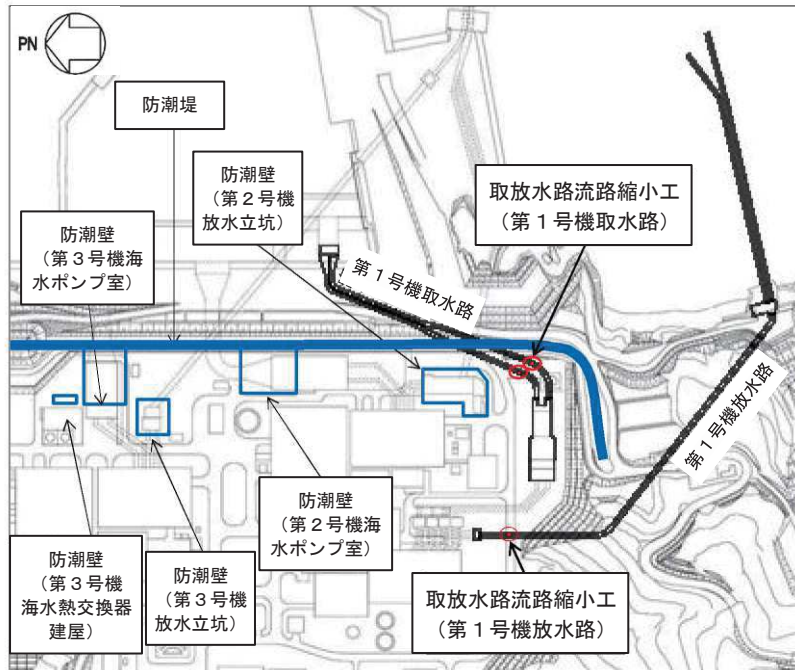 PN
防潮堤
防潮壁
（第２号機
放水立坑）
取放水路流路縮小工
（第１号機取水路）
防潮壁
（第３号機海
水ポンプ室）
第１号機取水路
第１号機放水路
防潮壁
（第２号機海
水ポンプ室）
防潮壁
（第３号機
海水熱交換器
建屋）
防潮壁
（第３号機
放水立坑）
取放水路流路縮小工
（第１号機放水路）